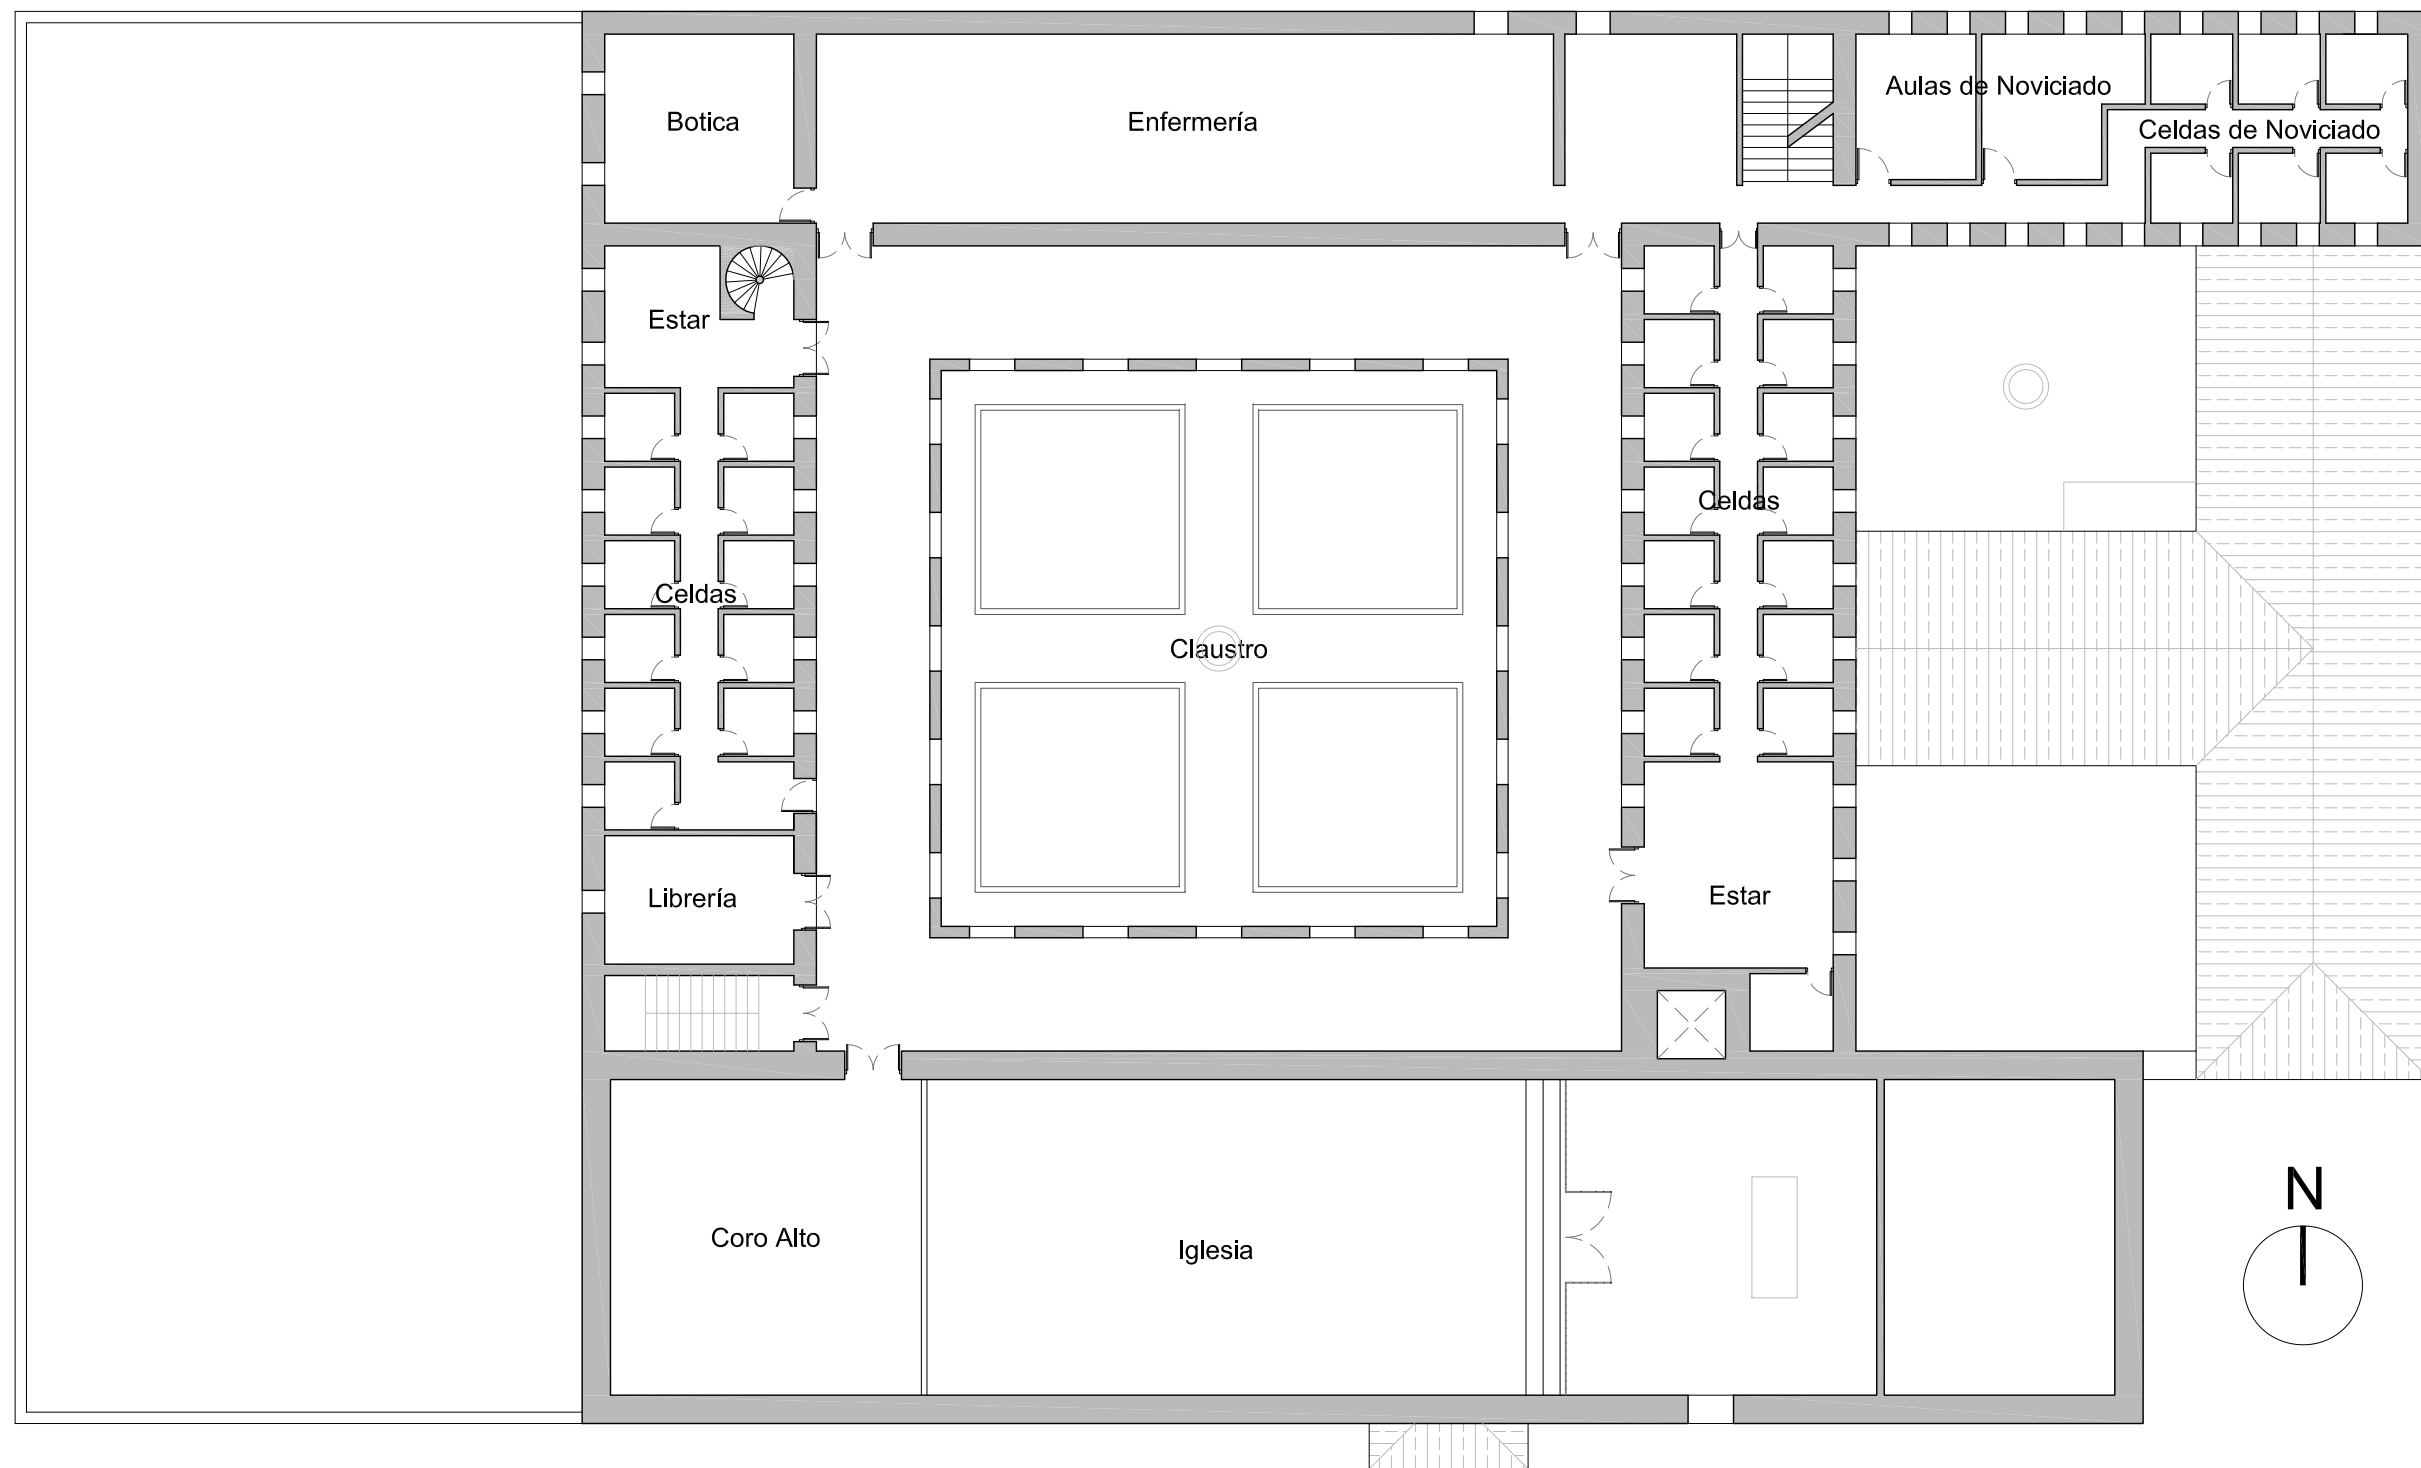 Aulas de Noviciado
Botica
Enfermería
Celdas de Noviciado
Estar
Celdas
Celdas
Claustro
Estar
Librería
N
Coro Alto
Iglesia